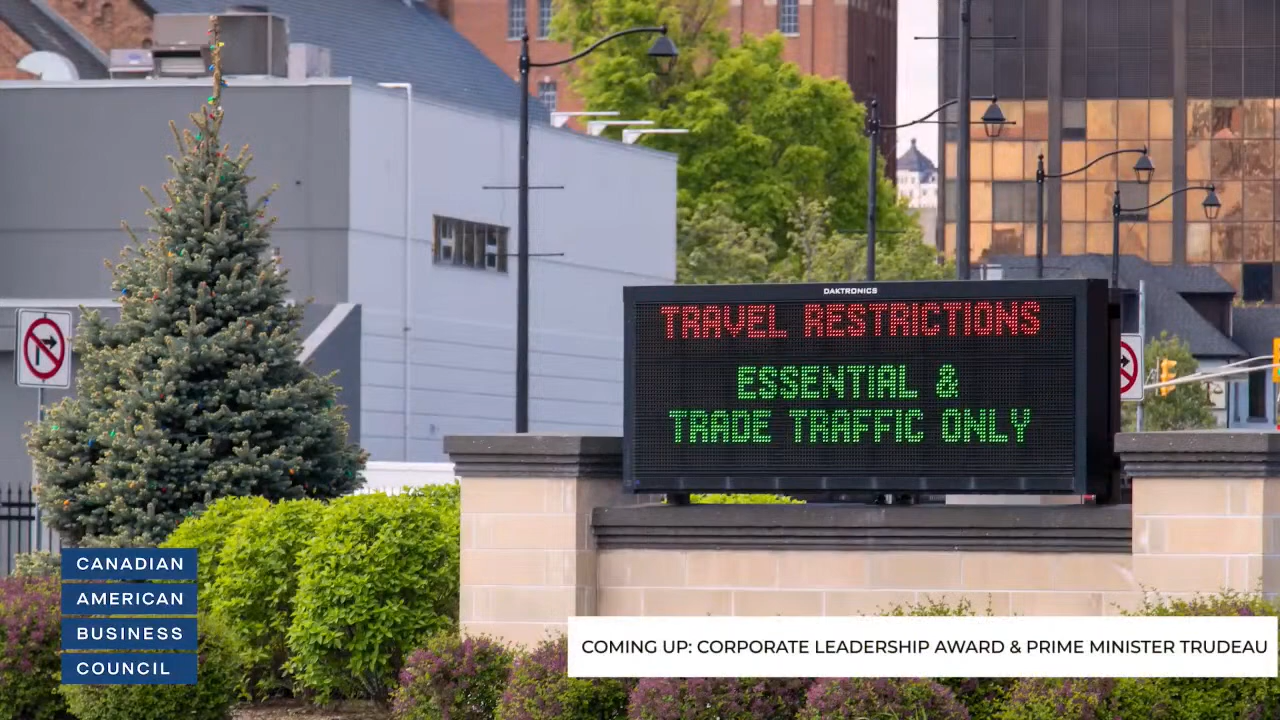 DAKTRONICS
TRAVEL RESTRICTIONS
ESSENTIAL &
TRADE TRAFFIC ONLY
CANADIAN
AMERICAN
BUSINESS
COUNCIL
COMING UP: CORPORATE LEADERSHIP AWARD & PRIME MINISTER TRUDEAU